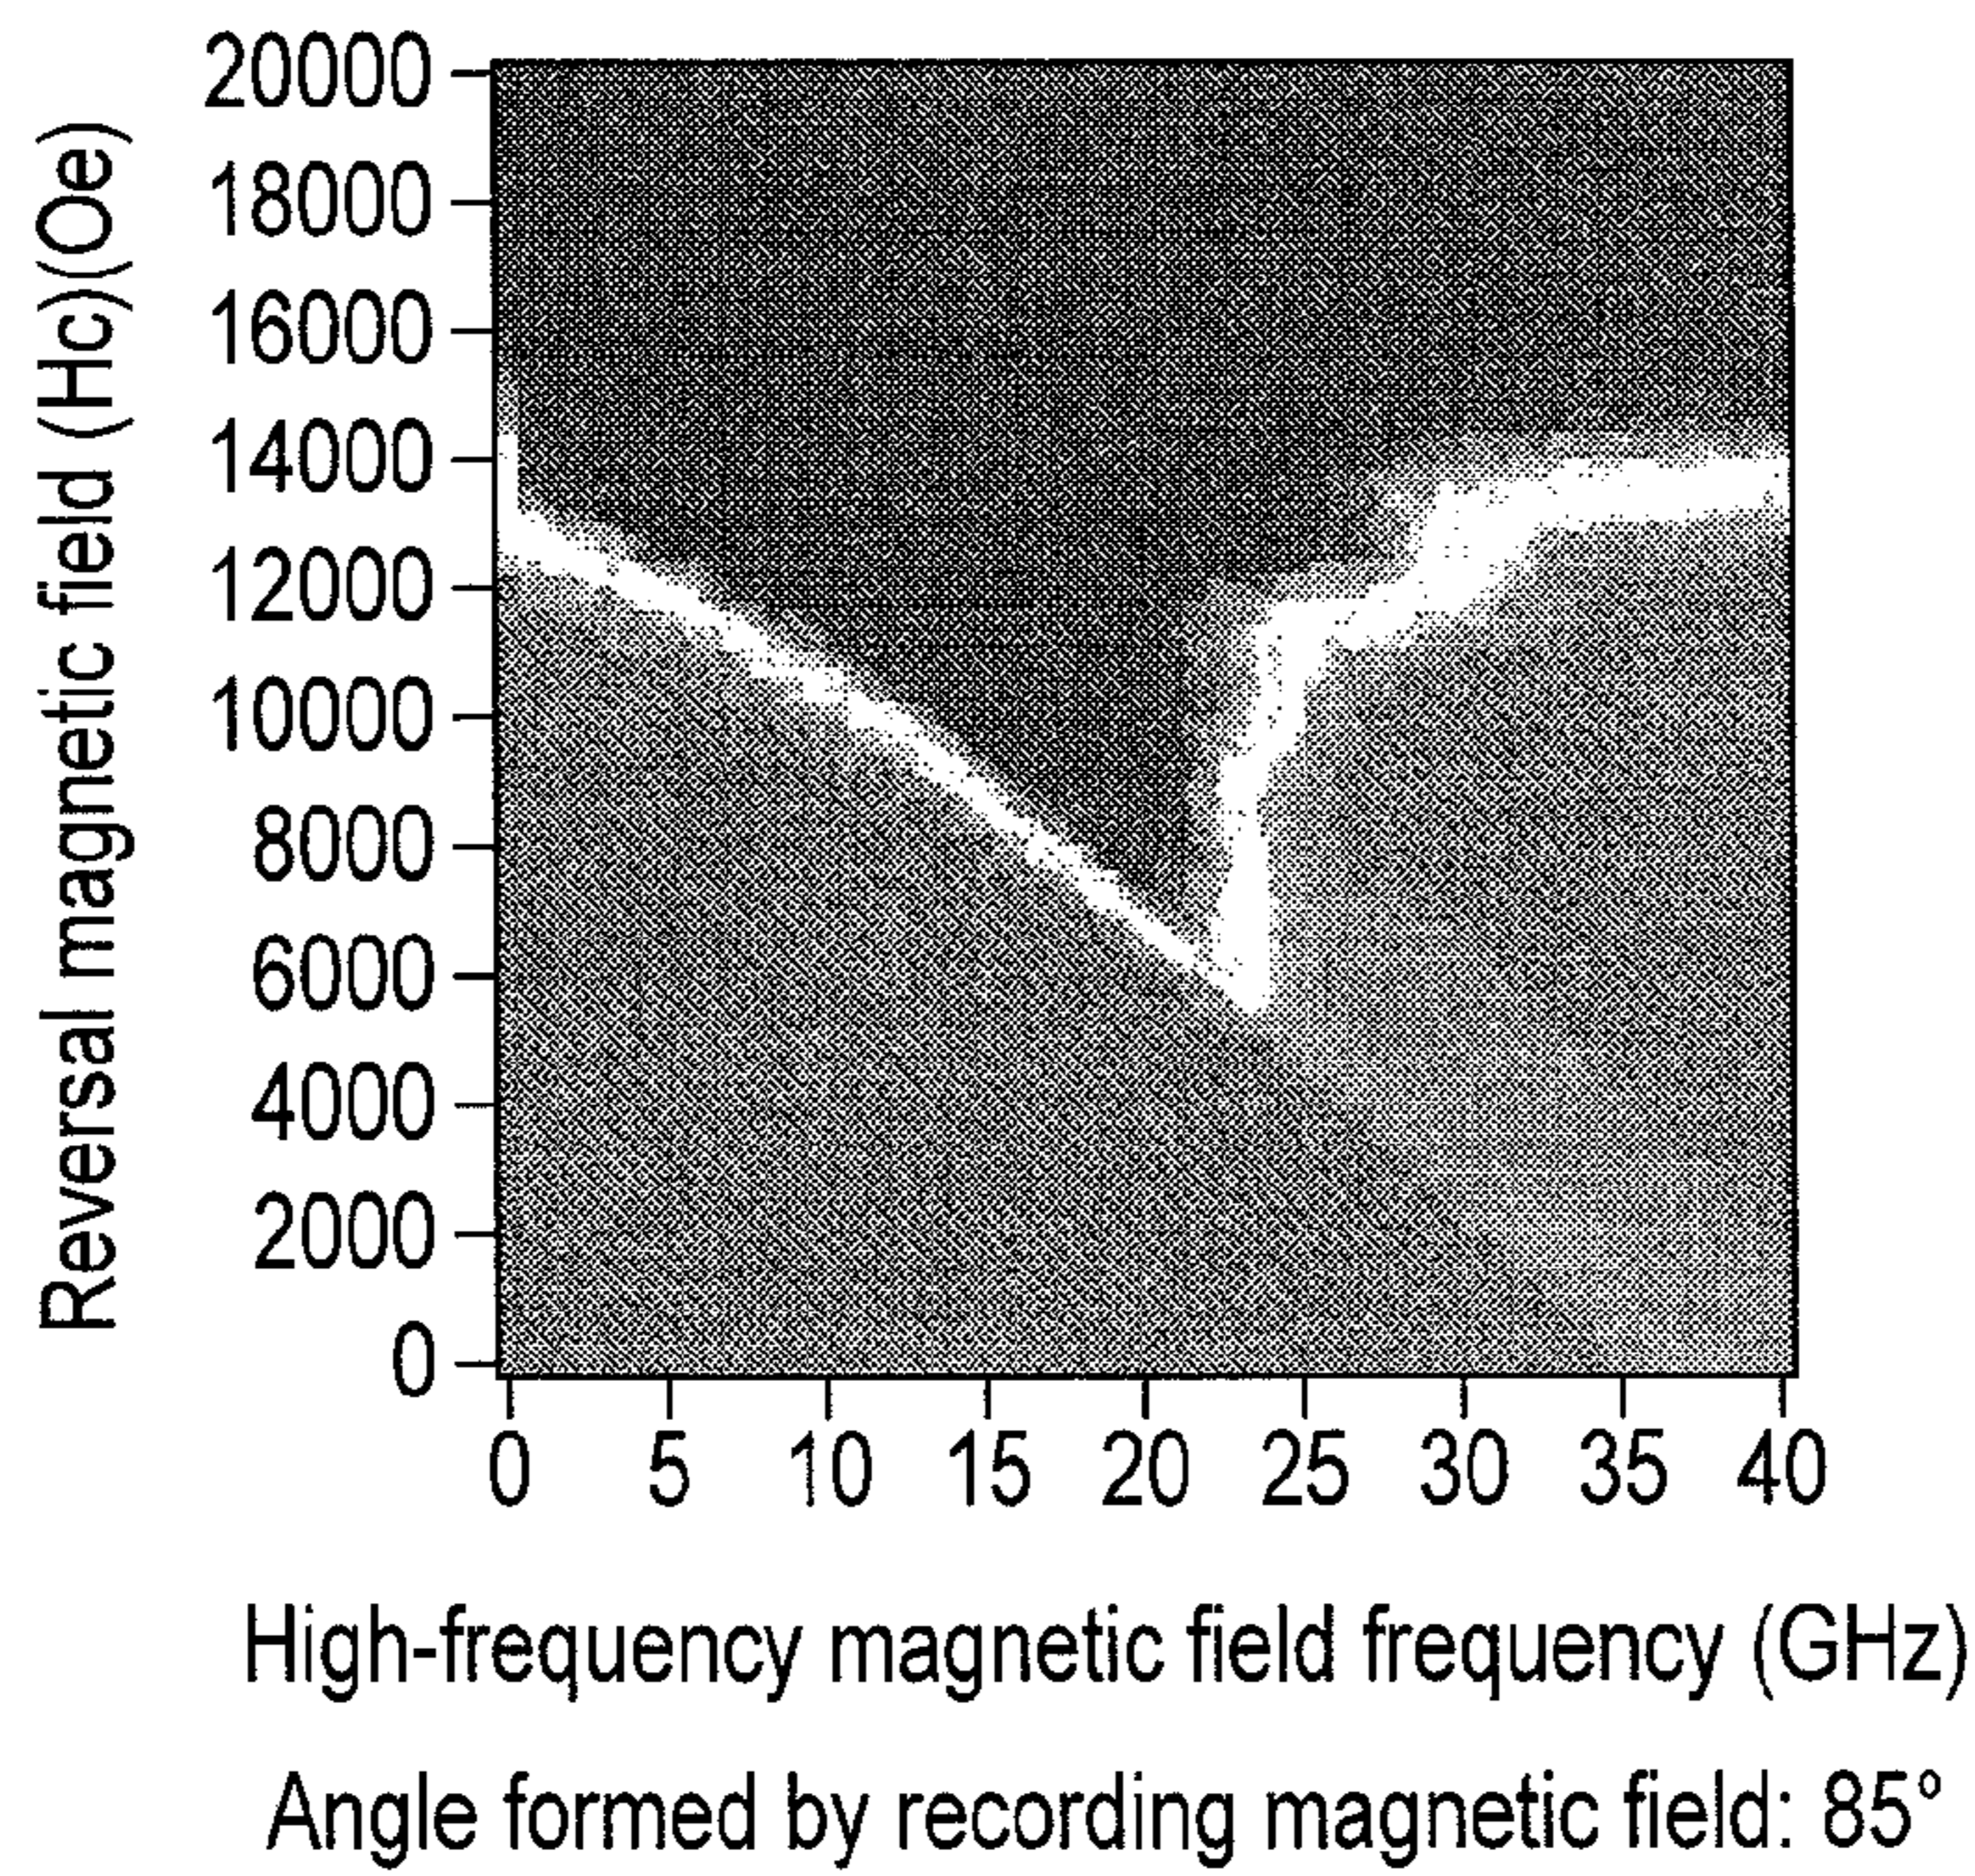 Reversal magnetic field (Hc)(Oe)
20000
18000
16000
14000
12000
10000
8000
6000
4000
2000
0
0 5 10 15 20 25 30 35 40
High-frequency magnetic field frequency (GHz)
Angle formed by recording magnetic field: 85°